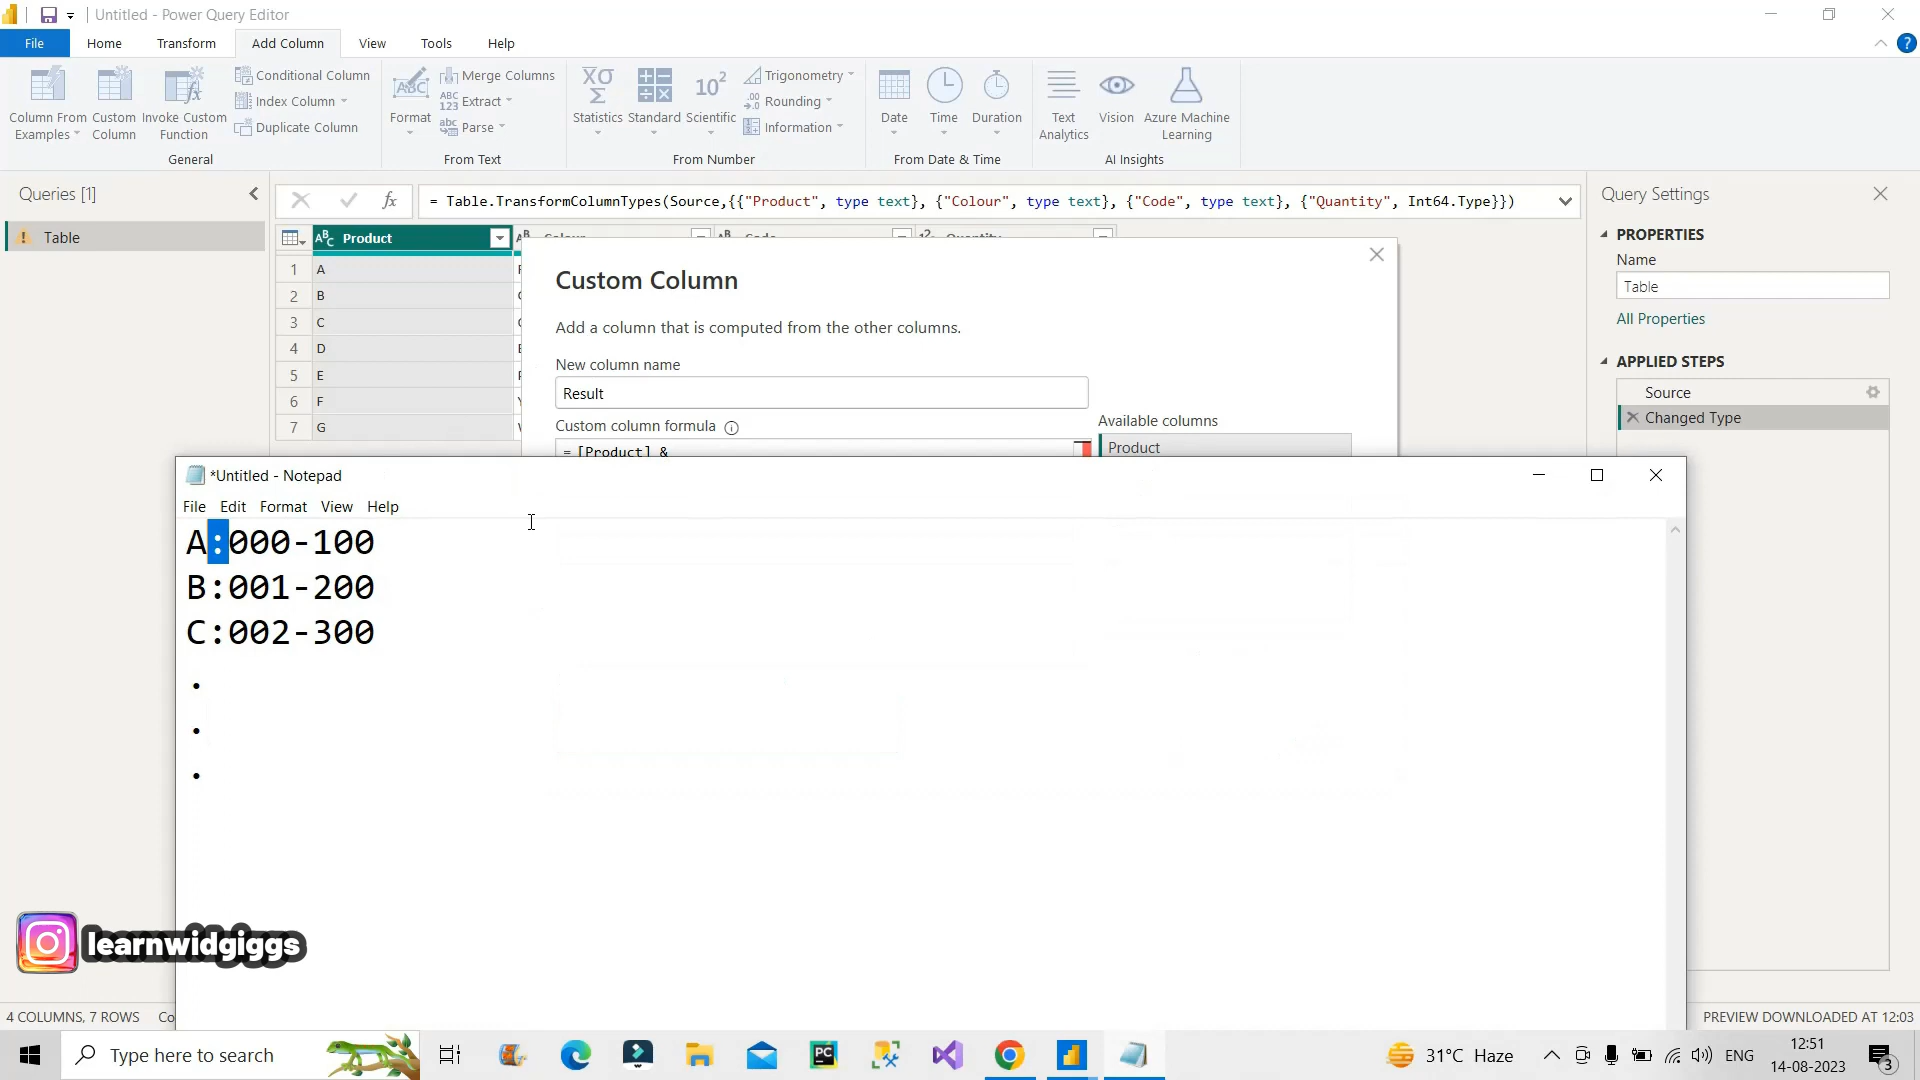 Untitled - Power Query Editor
File Home Transform Add Column View Tools Help
Column From Examples
Custom Column
Invoke Custom Function
Conditional Column
Index Column
Duplicate Column
General
Format
Merge Columns
Extract
Parse
From Text
Statistics
Standard
Scientific
Trigonometry
Rounding
Information
From Number
Date
Time
Duration
From Date & Time
Text Analytics
Vision
Azure Machine Learning
AI Insights
Queries [1]
Table
= Table.TransformColumnTypes(Source,{{"Product", type text}, {"Colour", type text}, {"Code", type text}, {"Quantity", Int64.Type}})
Product
1 A
2 B
3 C
4 D
5 E
6 F
7 G
Custom Column
Add a column that is computed from the other columns.
New column name
Result
Custom column formula
= [Product] &
Available columns
Product
Query Settings
PROPERTIES
Name
Table
All Properties
APPLIED STEPS
Source
Changed Type
*Untitled - Notepad
File Edit Format View Help
A:000-100
B:001-200
C:002-300
.
.
.
learnwidgiggs
4 COLUMNS, 7 ROWS Co
PREVIEW DOWNLOADED AT 12:03
Type here to search
31°C Haze
ENG
12:51
14-08-2023
3